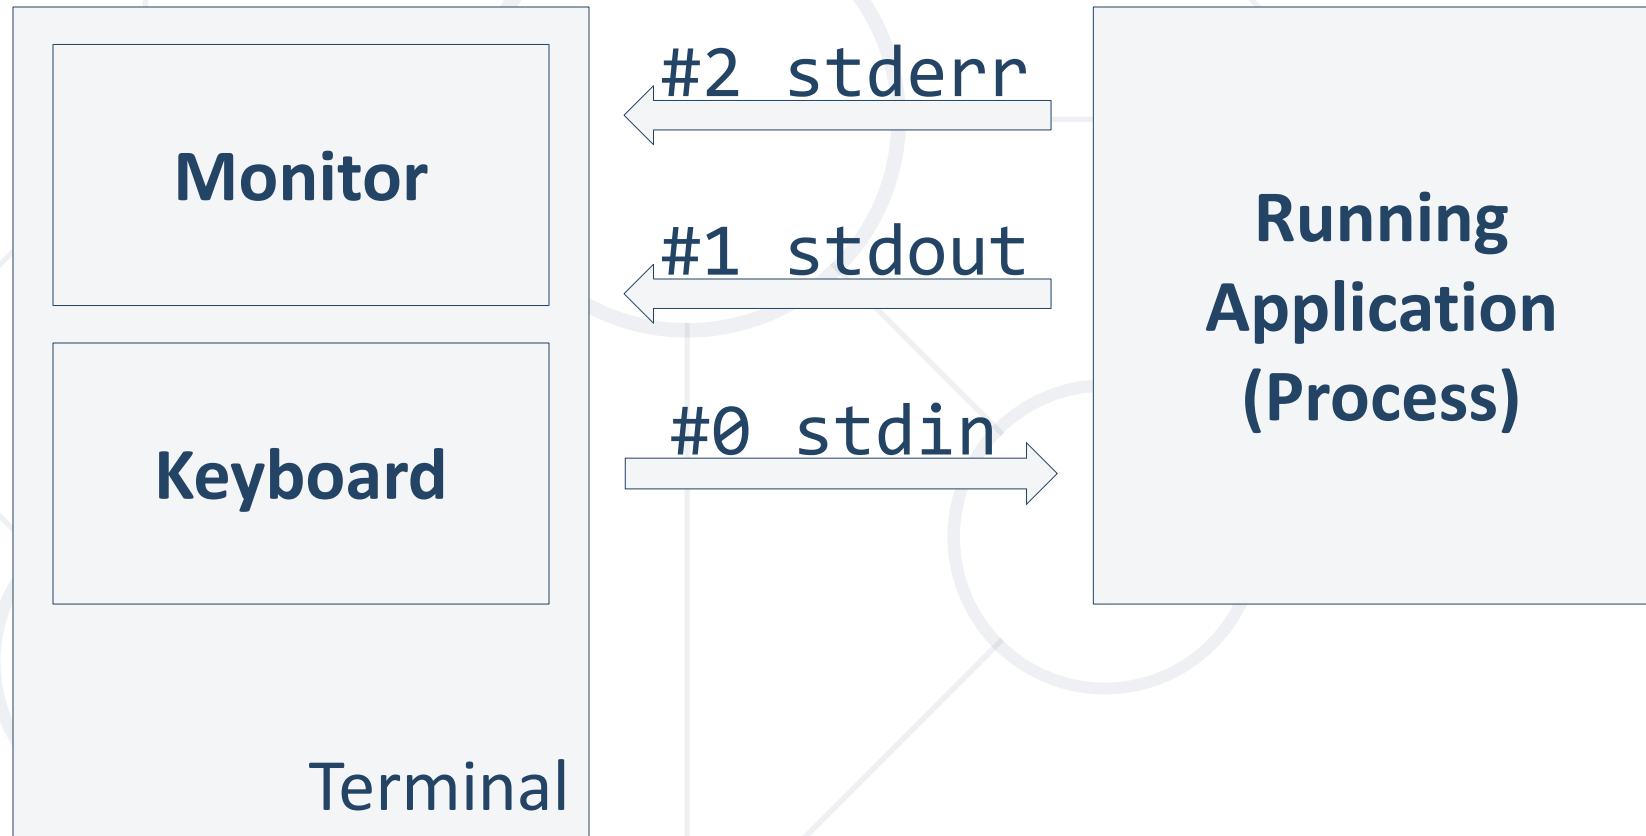 Monitor
Keyboard
Terminal
#2 stderr
#1 stdout
#0 stdin
Running
Application
(Process)